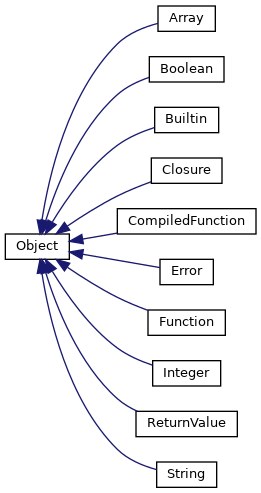 Array
Boolean
Builtin
Closure
CompiledFunction
Object
Error
Function
Integer
ReturnValue
String